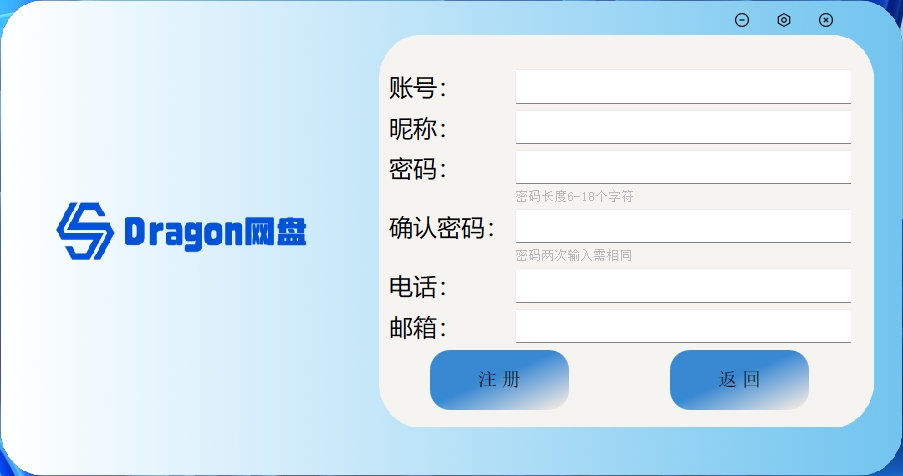 账号：
昵称：
密码：
密码长度6-18个字符
确认密码：
密码两次输入需相同
电话：
邮箱：
Dragon网盘
注册
返回